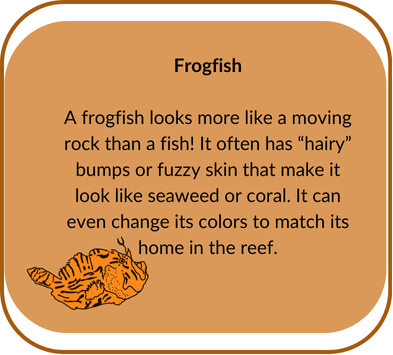 Frogfish
A frogfish looks more like a moving
rock than a fish! It often has “hairy”
bumps or fuzzy skin that make it
look like seaweed or coral. It can
even change its colors to match its
home in the reef.